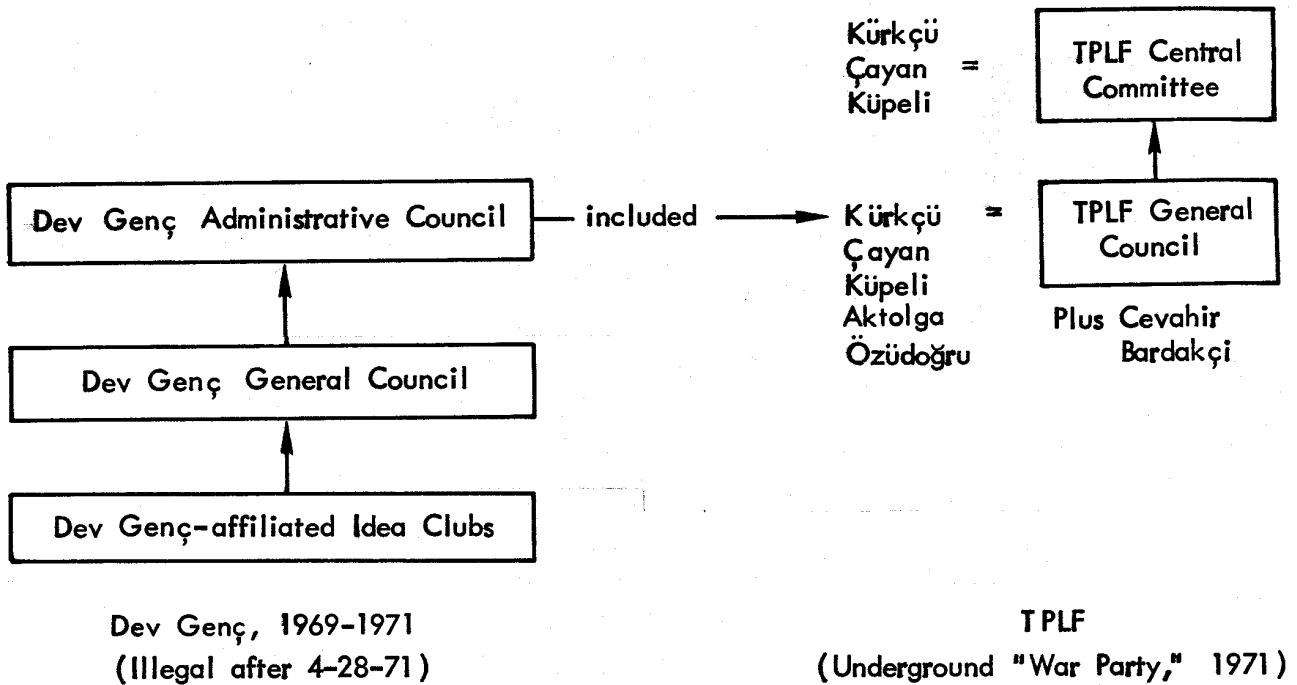 Kürkçü
Çayan =
Küpeli
TPLF Central
Committee
Dev Genç Administrative Council
included
Kürkçü =
Çayan
Küpeli
Aktolga
Özüdoğru
TPLF General
Council
Plus Cevahir
Bardakçi
Dev Genç General Council
Dev Genç-affiliated Idea Clubs
Dev Genç, 1969-1971
(Illegal after 4-28-71)
TPLF
(Underground "War Party," 1971)